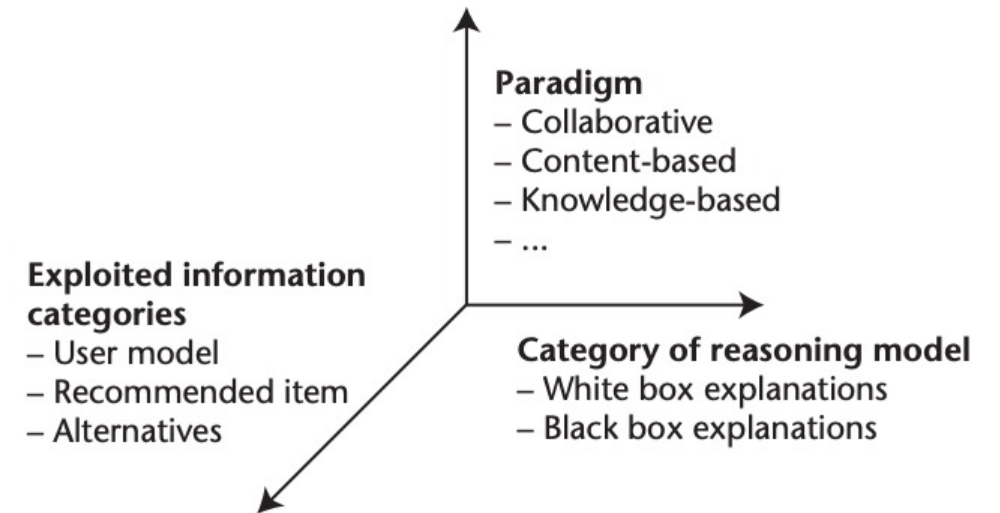 Paradigm
– Collaborative
– Content-based
– Knowledge-based
– ...
Exploited information
categories
– User model
– Recommended item
– Alternatives
Category of reasoning model
– White box explanations
– Black box explanations